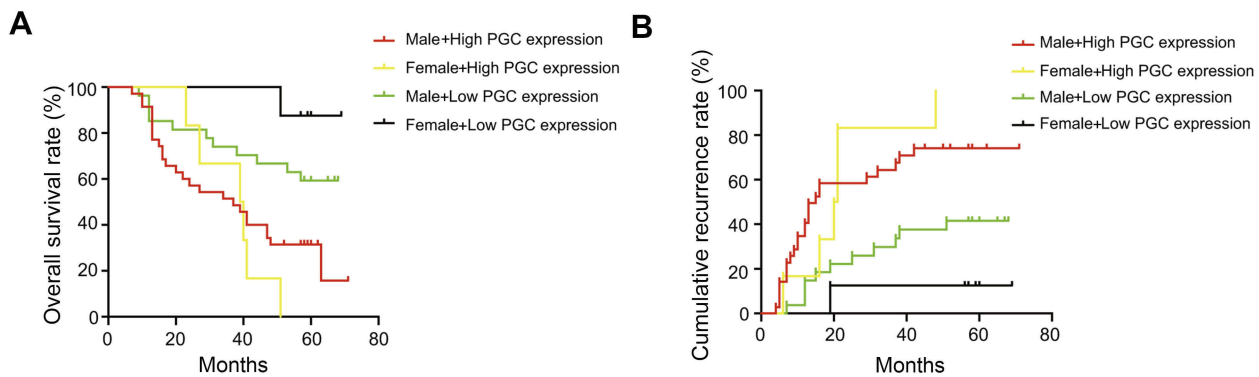 A
Male+High PGC expression
Female+High PGC expression
Male+Low PGC expression
Female+Low PGC expression
Overall survival rate (%)
100
80
60
40
20
0
0 20 40 60 80
Months
B
Male+High PGC expression
Female+High PGC expression
Male+Low PGC expression
Female+Low PGC expression
Cumulative recurrence rate (%)
100
80
60
40
20
0
0 20 40 60 80
Months